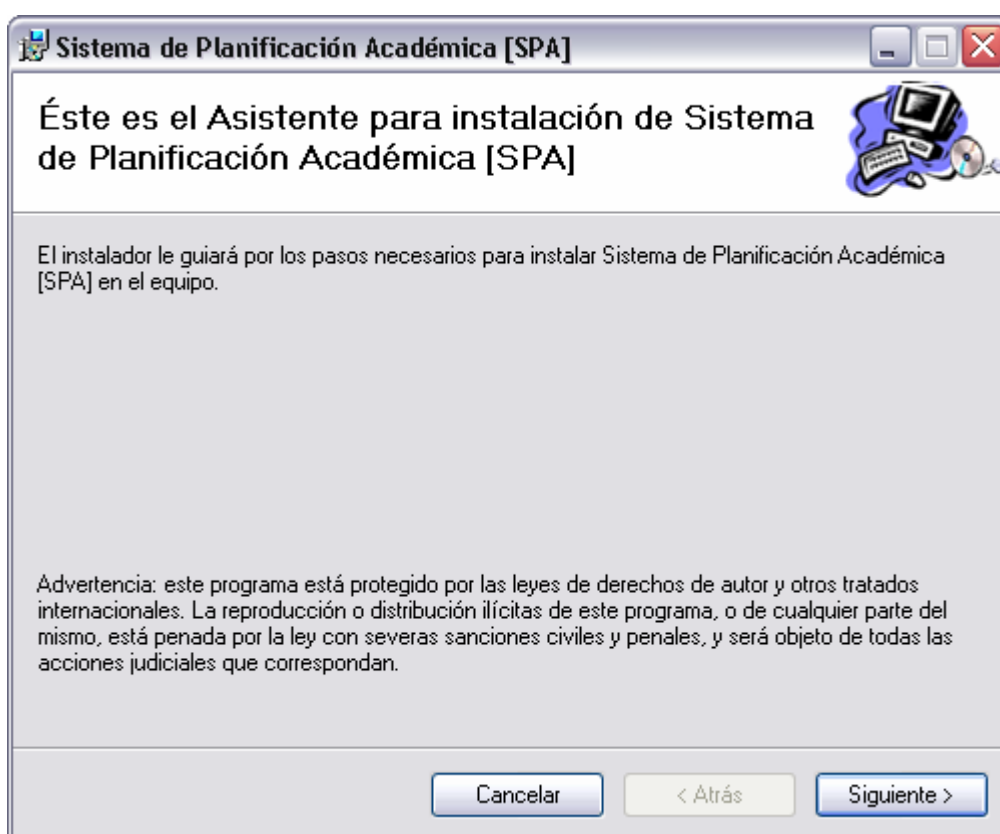 Sistema de Planificación Académica [SPA]
Éste es el Asistente para instalación de Sistema
de Planificación Académica [SPA]
El instalador le guiará por los pasos necesarios para instalar Sistema de Planificación Académica
[SPA] en el equipo.
Advertencia: este programa está protegido por las leyes de derechos de autor y otros tratados
internacionales. La reproducción o distribución ilícitas de este programa, o de cualquier parte del
mismo, está penada por la ley con severas sanciones civiles y penales, y será objeto de todas las
acciones judiciales que correspondan.
Cancelar < Atrás Siguiente >